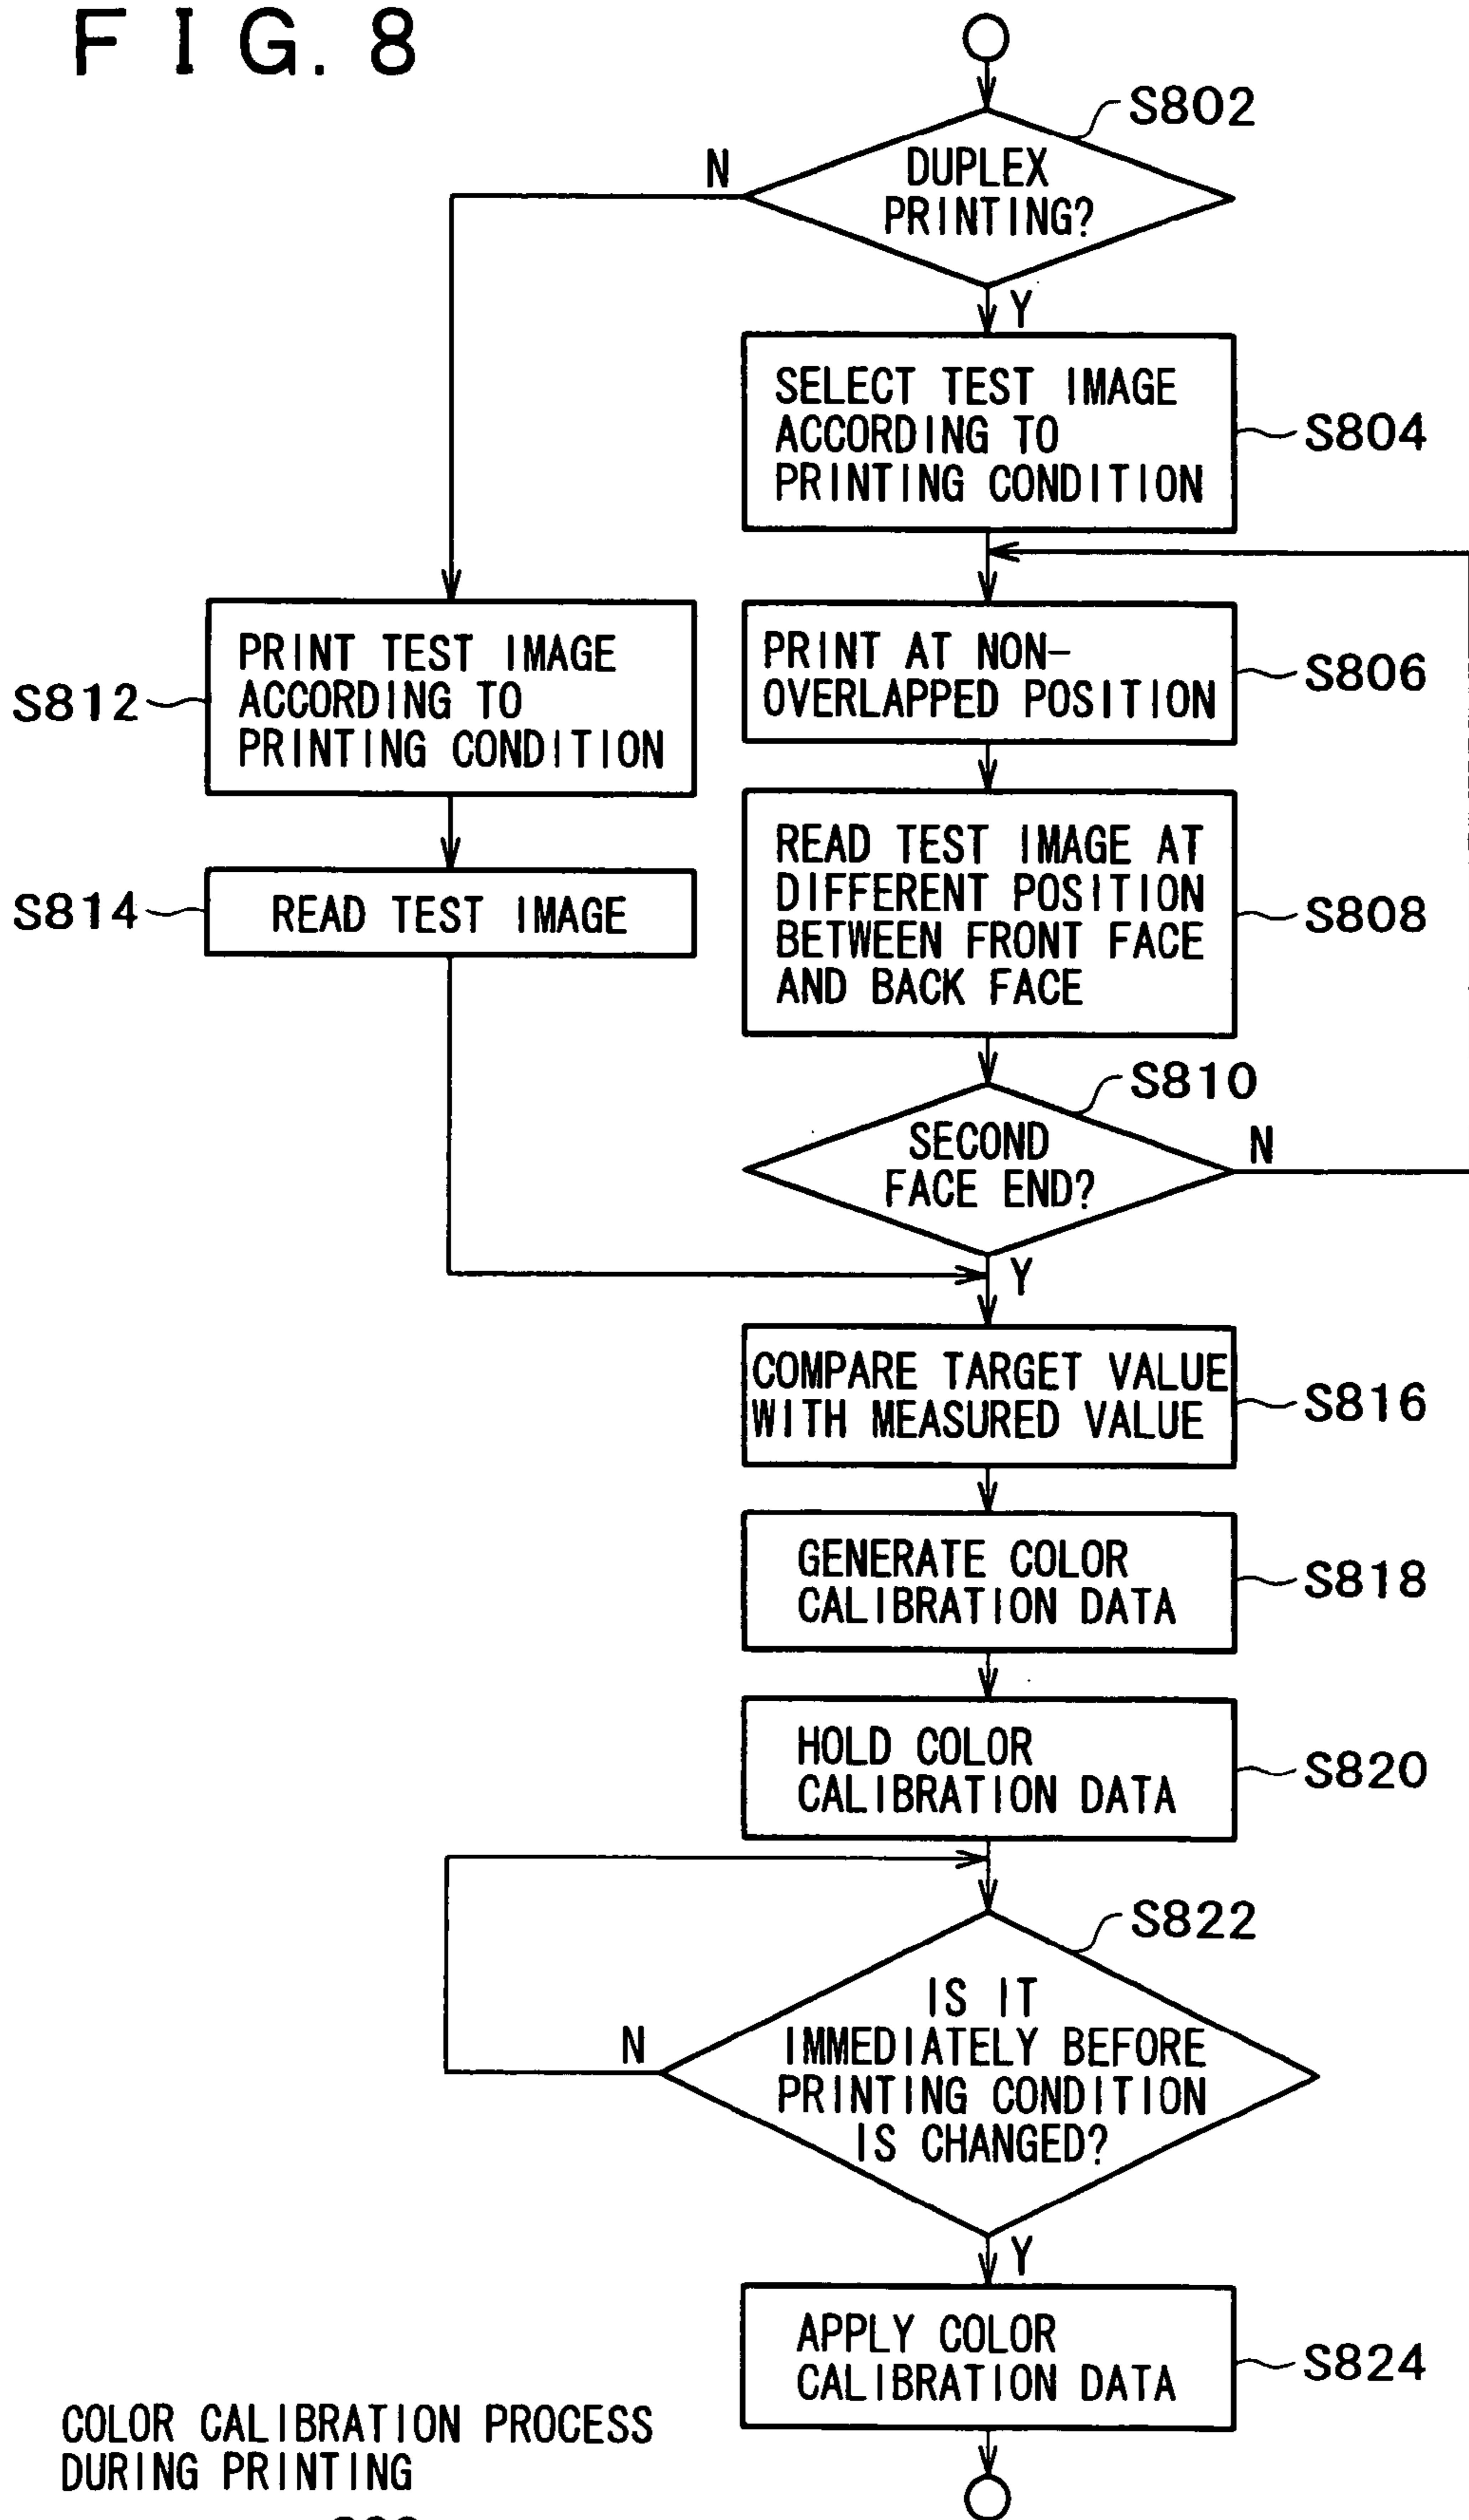 FIG. 8
S802
DUPLEX
PRINTING?
N
Y
SELECT TEST IMAGE
ACCORDING TO
PRINTING CONDITION
S804
PRINT TEST IMAGE
ACCORDING TO
PRINTING CONDITION
S812
PRINT AT NON-
OVERLAPPED POSITION
S806
READ TEST IMAGE
S814
READ TEST IMAGE AT
DIFFERENT POSITION
BETWEEN FRONT FACE
AND BACK FACE
S808
S810
SECOND
FACE END?
N
Y
COMPARE TARGET VALUE
WITH MEASURED VALUE
S816
GENERATE COLOR
CALIBRATION DATA
S818
HOLD COLOR
CALIBRATION DATA
S820
S822
IS IT
IMMEDIATELY BEFORE
PRINTING CONDITION
IS CHANGED?
N
Y
APPLY COLOR
CALIBRATION DATA
S824
COLOR CALIBRATION PROCESS
DURING PRINTING